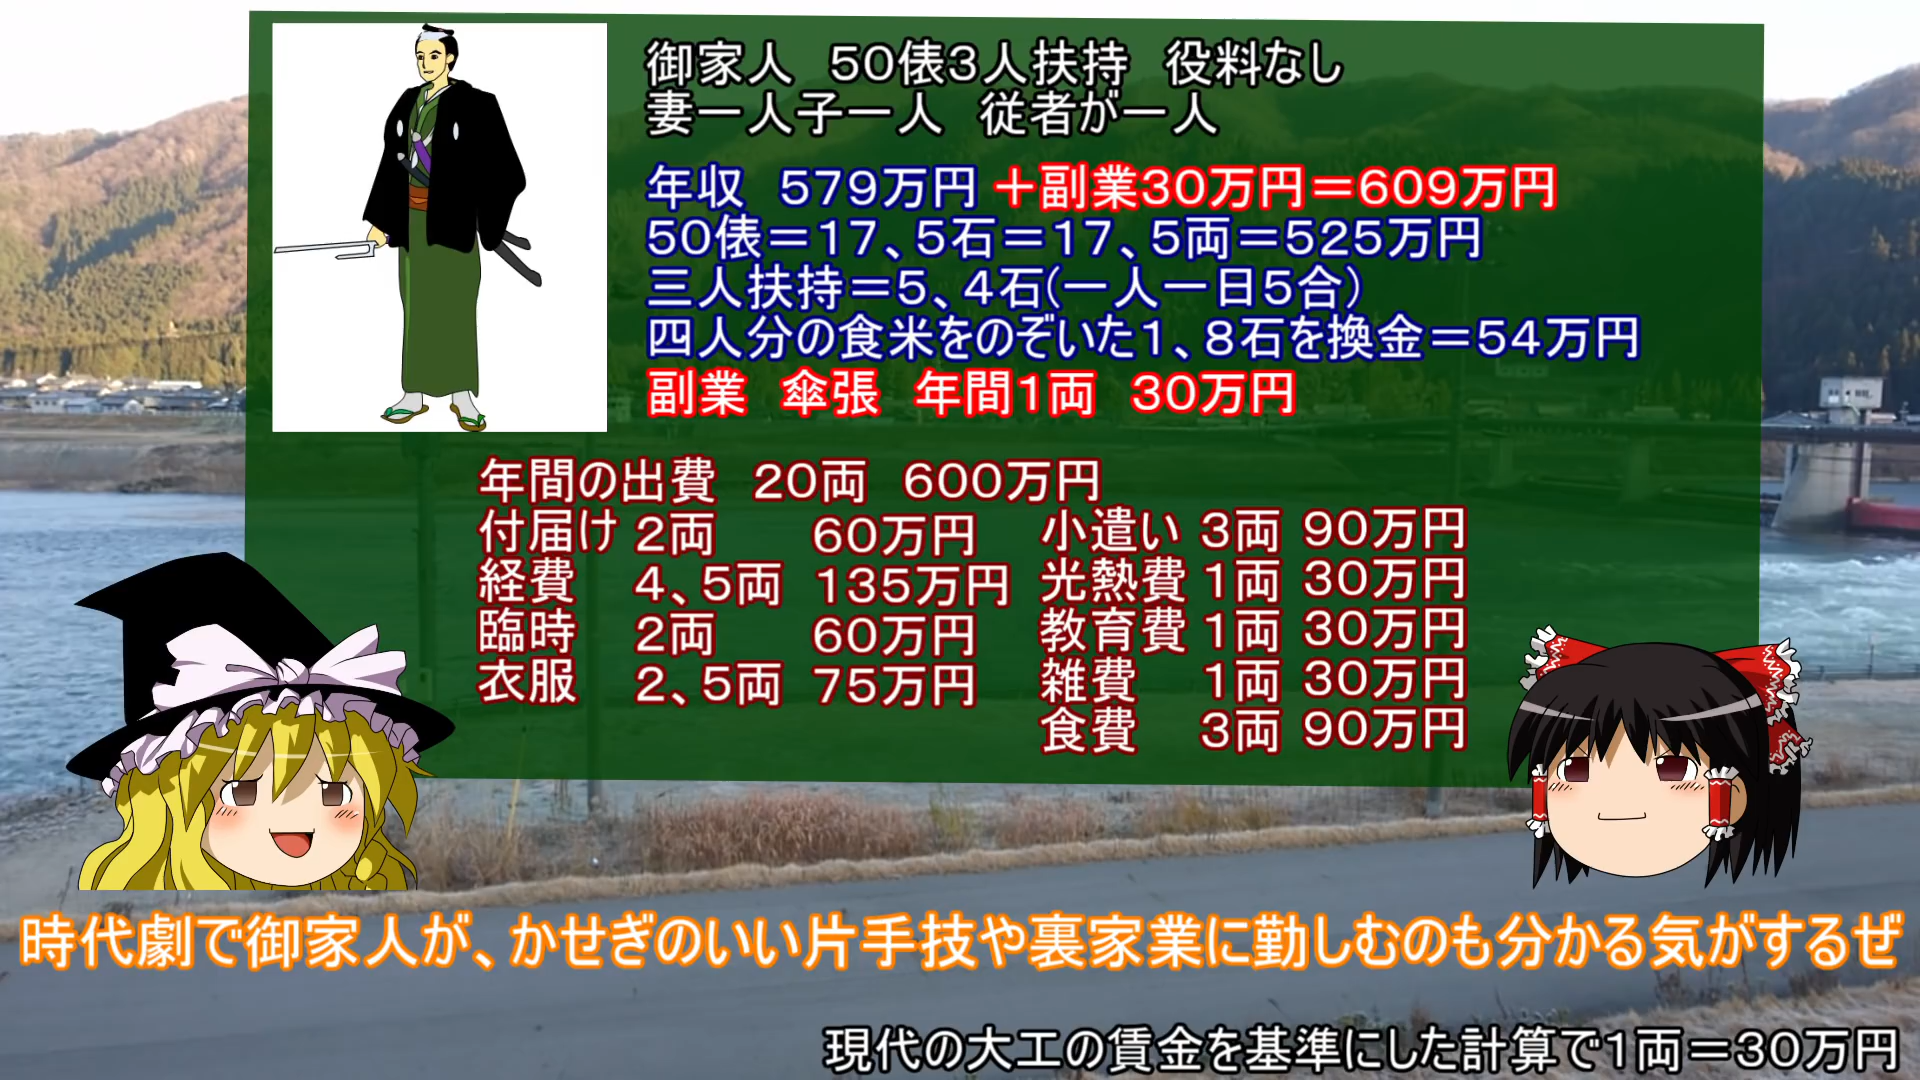 御家人　50俵3人扶持　役料なし
妻一人子一人　従者が一人
年収　579万円 ＋副業30万円＝609万円
50俵＝17、5石＝17、5両＝525万円
三人扶持＝5、4石(一人一日5合)
四人分の食米をのぞいた1、8石を換金＝54万円
副業　傘張　年間1両　30万円
年間の出費　20両　600万円
付届け 2両　60万円
経費　4、5両　135万円
臨時　2両　60万円
衣服　2、5両　75万円
小遣い 3両 90万円
光熱費 1両 30万円
教育費 1両 30万円
雑費　1両 30万円
食費　3両 90万円
時代劇で御家人が、かせぎのいい片手技や裏家業に勤しむのも分かる気がするぜ
現代の大工の賃金を基準にした計算で1両＝30万円